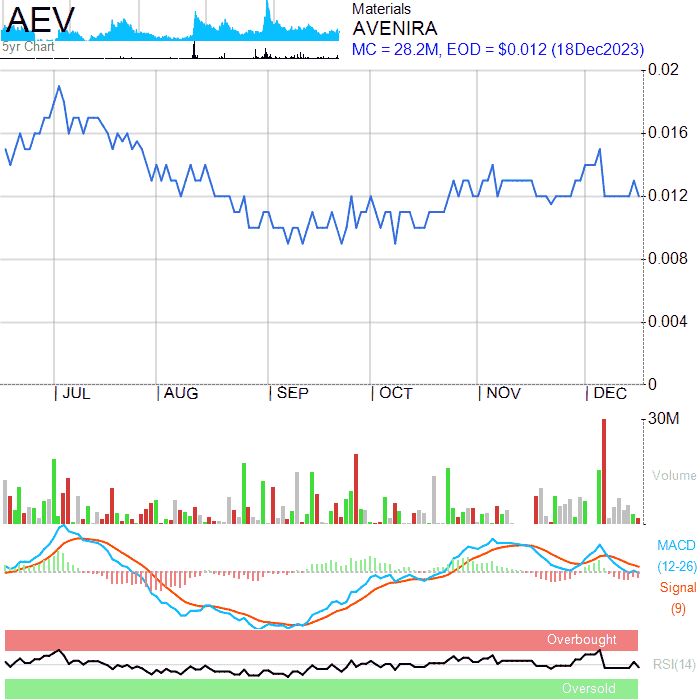 AEV
5yr Chart
Materials
AVENIRA
MC = 28.2M, EOD = $0.012 (18Dec2023)
0.02
0.016
0.012
0.008
0.004
0
JUL AUG SEP OCT NOV DEC
30M
Volume
MACD
(12-26)
Signal
(9)
Overbought
RSI(14)
Oversold